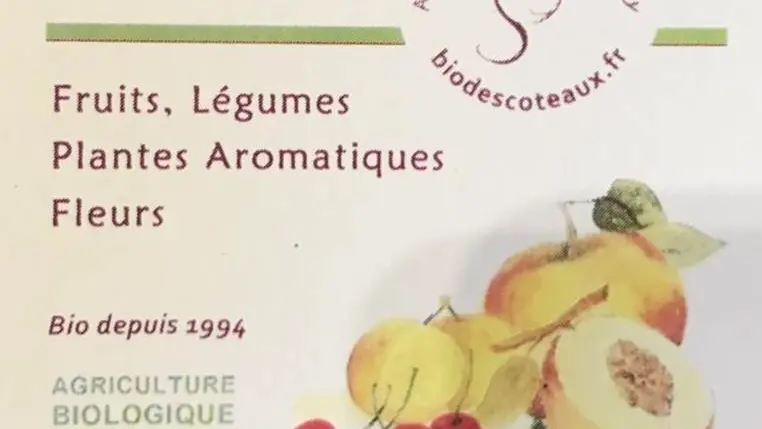 biodescoteaux.fr
Fruits, Légumes
Plantes Aromatiques
Fleurs
Bio depuis 1994
AGRICULTURE
BIOLOGIQUE